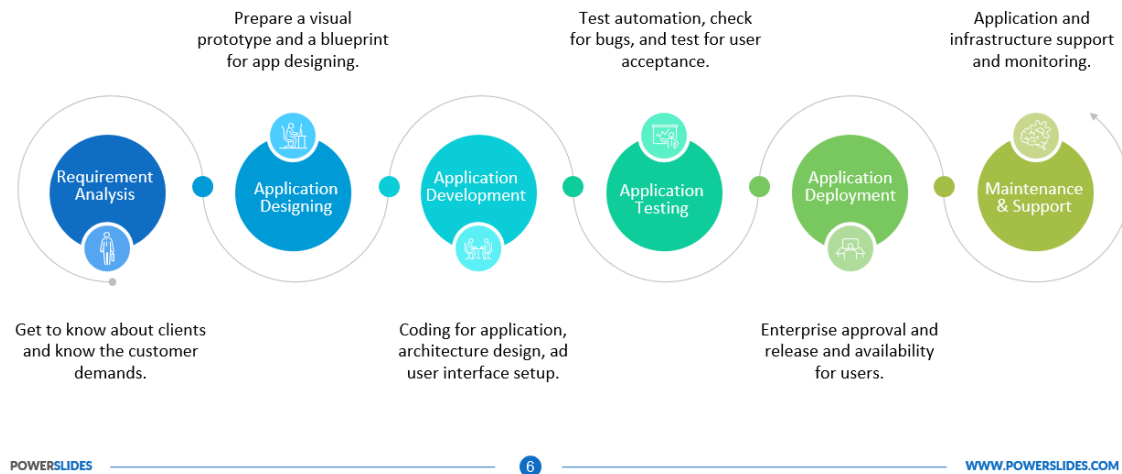 Prepare a visual
prototype and a blueprint
for app designing.
Test automation, check
for bugs, and test for user
acceptance.
Application and
infrastructure support
and monitoring.
Requirement
Analysis
Application
Designing
Application
Development
Application
Testing
Application
Deployment
Maintenance
& Support
Get to know about clients
and know the customer
demands.
Coding for application,
architecture design, ad
user interface setup.
Enterprise approval and
release and availability
for users.
POWERSLIDES
6
WWW.POWERSLIDES.COM